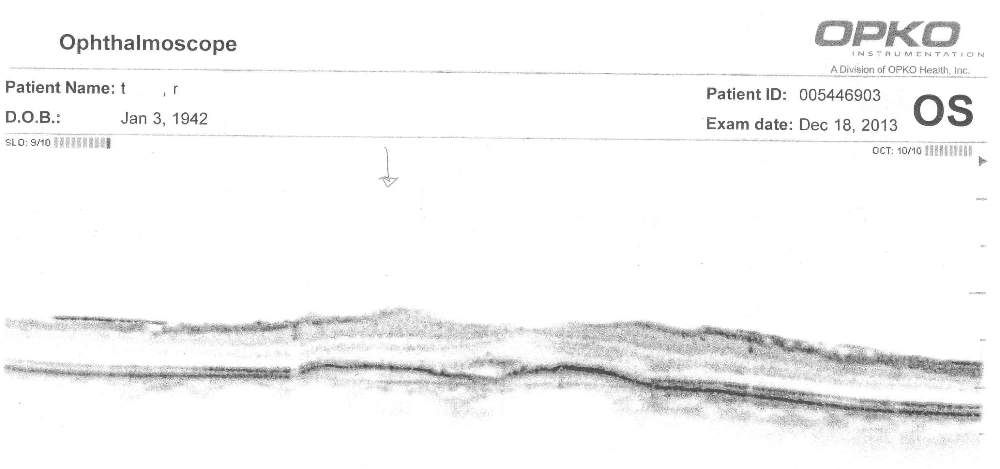 Ophthalmoscope
OPKO
INSTRUMENTATION
A Division of OPKO Health, Inc.
Patient Name: t , r
Patient ID: 005446903
OS
D.O.B.: Jan 3, 1942
Exam date: Dec 18, 2013
SLO: 9/10
OCT: 10/10